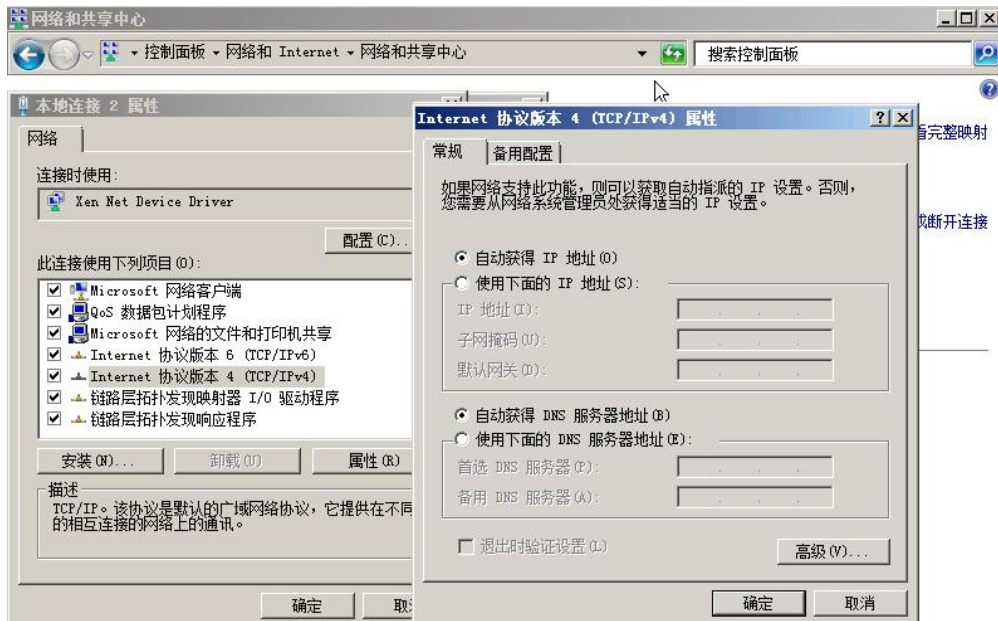 网络和共享中心
控制面板 网络和 Internet 网络和共享中心
搜索控制面板
本地连接 2 属性
网络
连接时使用:
Xen Net Device Driver
配置(C)..
此连接使用下列项目(O):
Microsoft 网络客户端
QoS 数据包计划程序
Microsoft 网络的文件和打印机共享
Internet 协议版本 6 (TCP/IPv6)
Internet 协议版本 4 (TCP/IPv4)
链路层拓扑发现映射器 I/O 驱动程序
链路层拓扑发现响应程序
安装(N)...
卸载(U)
属性(R)
描述
TCP/IP。该协议是默认的广域网络协议，它提供在不同
的相互连接的网络上的通讯。
确定
取
Internet 协议版本 4 (TCP/IPv4) 属性
常规
备用配置
如果网络支持此功能，则可以获取自动指派的 IP 设置。否则，
您需要从网络系统管理员处获得适当的 IP 设置。
自动获得 IP 地址(O)
使用下面的 IP 地址(S):
IP 地址(I):
子网掩码(U):
默认网关(D):
自动获得 DNS 服务器地址(B)
使用下面的 DNS 服务器地址(E):
首选 DNS 服务器(P):
备用 DNS 服务器(A):
退出时验证设置(L)
高级(V)...
确定
取消
看完整映射
或断开连接